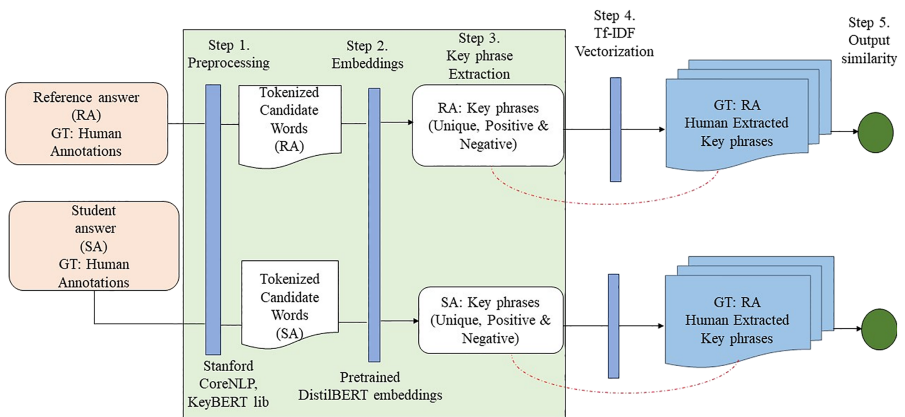 Step 1.
Preprocessing
Step 2.
Embeddings
Step 3.
Key phrase
Extraction
Step 4.
Tf-IDF
Vectorization
Step 5.
Output
similarity
Reference answer
(RA)
GT: Human
Annotations
Tokenized
Candidate
Words
(RA)
RA: Key phrases
(Unique, Positive &
Negative)
GT: RA
Human Extracted
Key phrases
Student
answer
(SA)
GT: Human
Annotations
Tokenized
Candidate
Words
(SA)
SA: Key phrases
(Unique, Positive &
Negative)
GT: RA
Human Extracted
Key phrases
Stanford
CoreNLP,
KeyBERT lib
Pretrained
DistilBERT embeddings